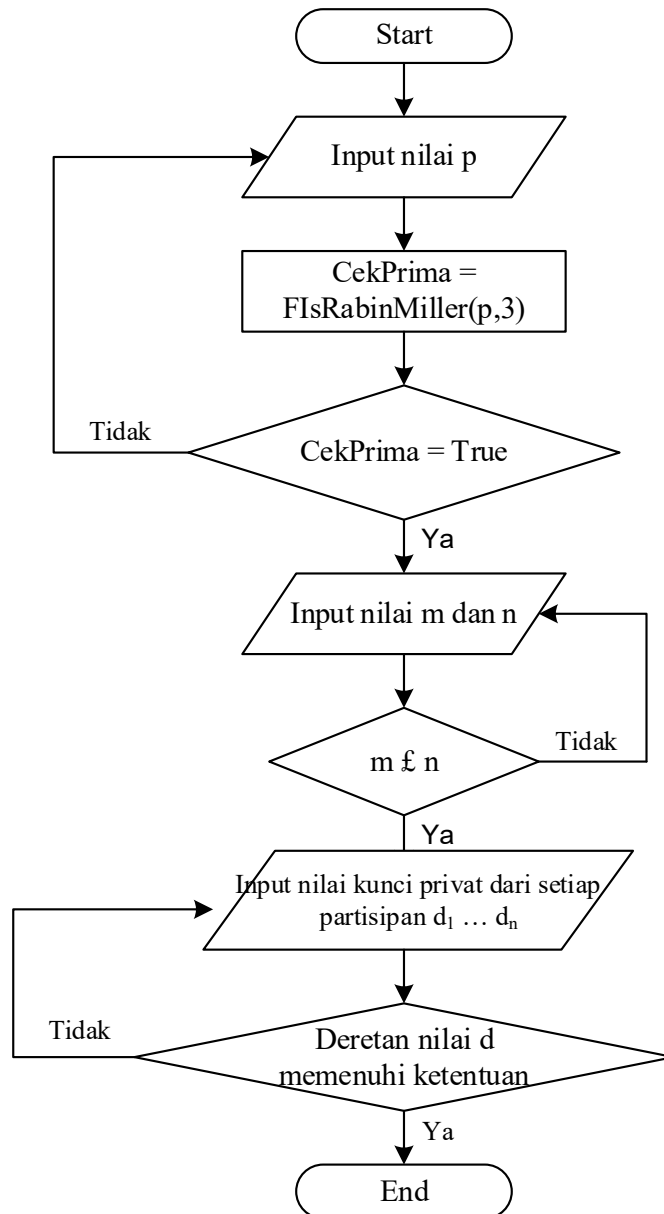 Start
Input nilai p
CekPrima =
FIsRabinMiller(p,3)
Tidak
CekPrima = True
Ya
Input nilai m dan n
m £ n
Tidak
Ya
Input nilai kunci privat dari setiap
partisipan d₁ … dₙ
Tidak
Deretan nilai d
memenuhi ketentuan
Ya
End